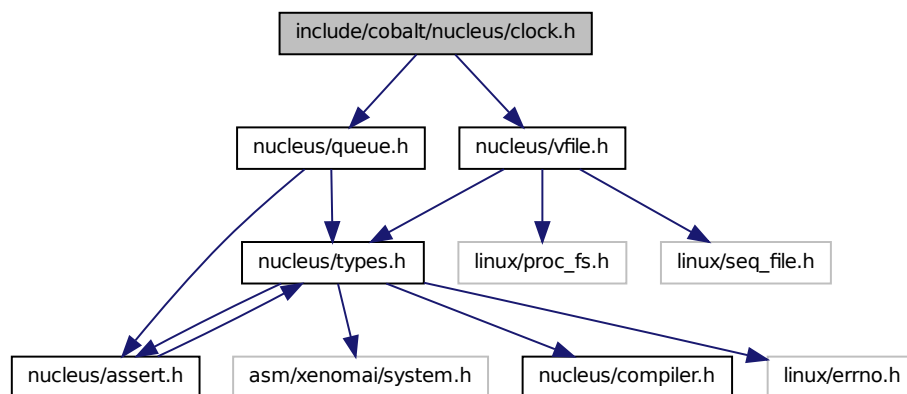 include/cobalt/nucleus/clock.h
nucleus/queue.h
nucleus/vfile.h
nucleus/types.h
linux/proc_fs.h
linux/seq_file.h
nucleus/assert.h
asm/xenomai/system.h
nucleus/compiler.h
linux/errno.h